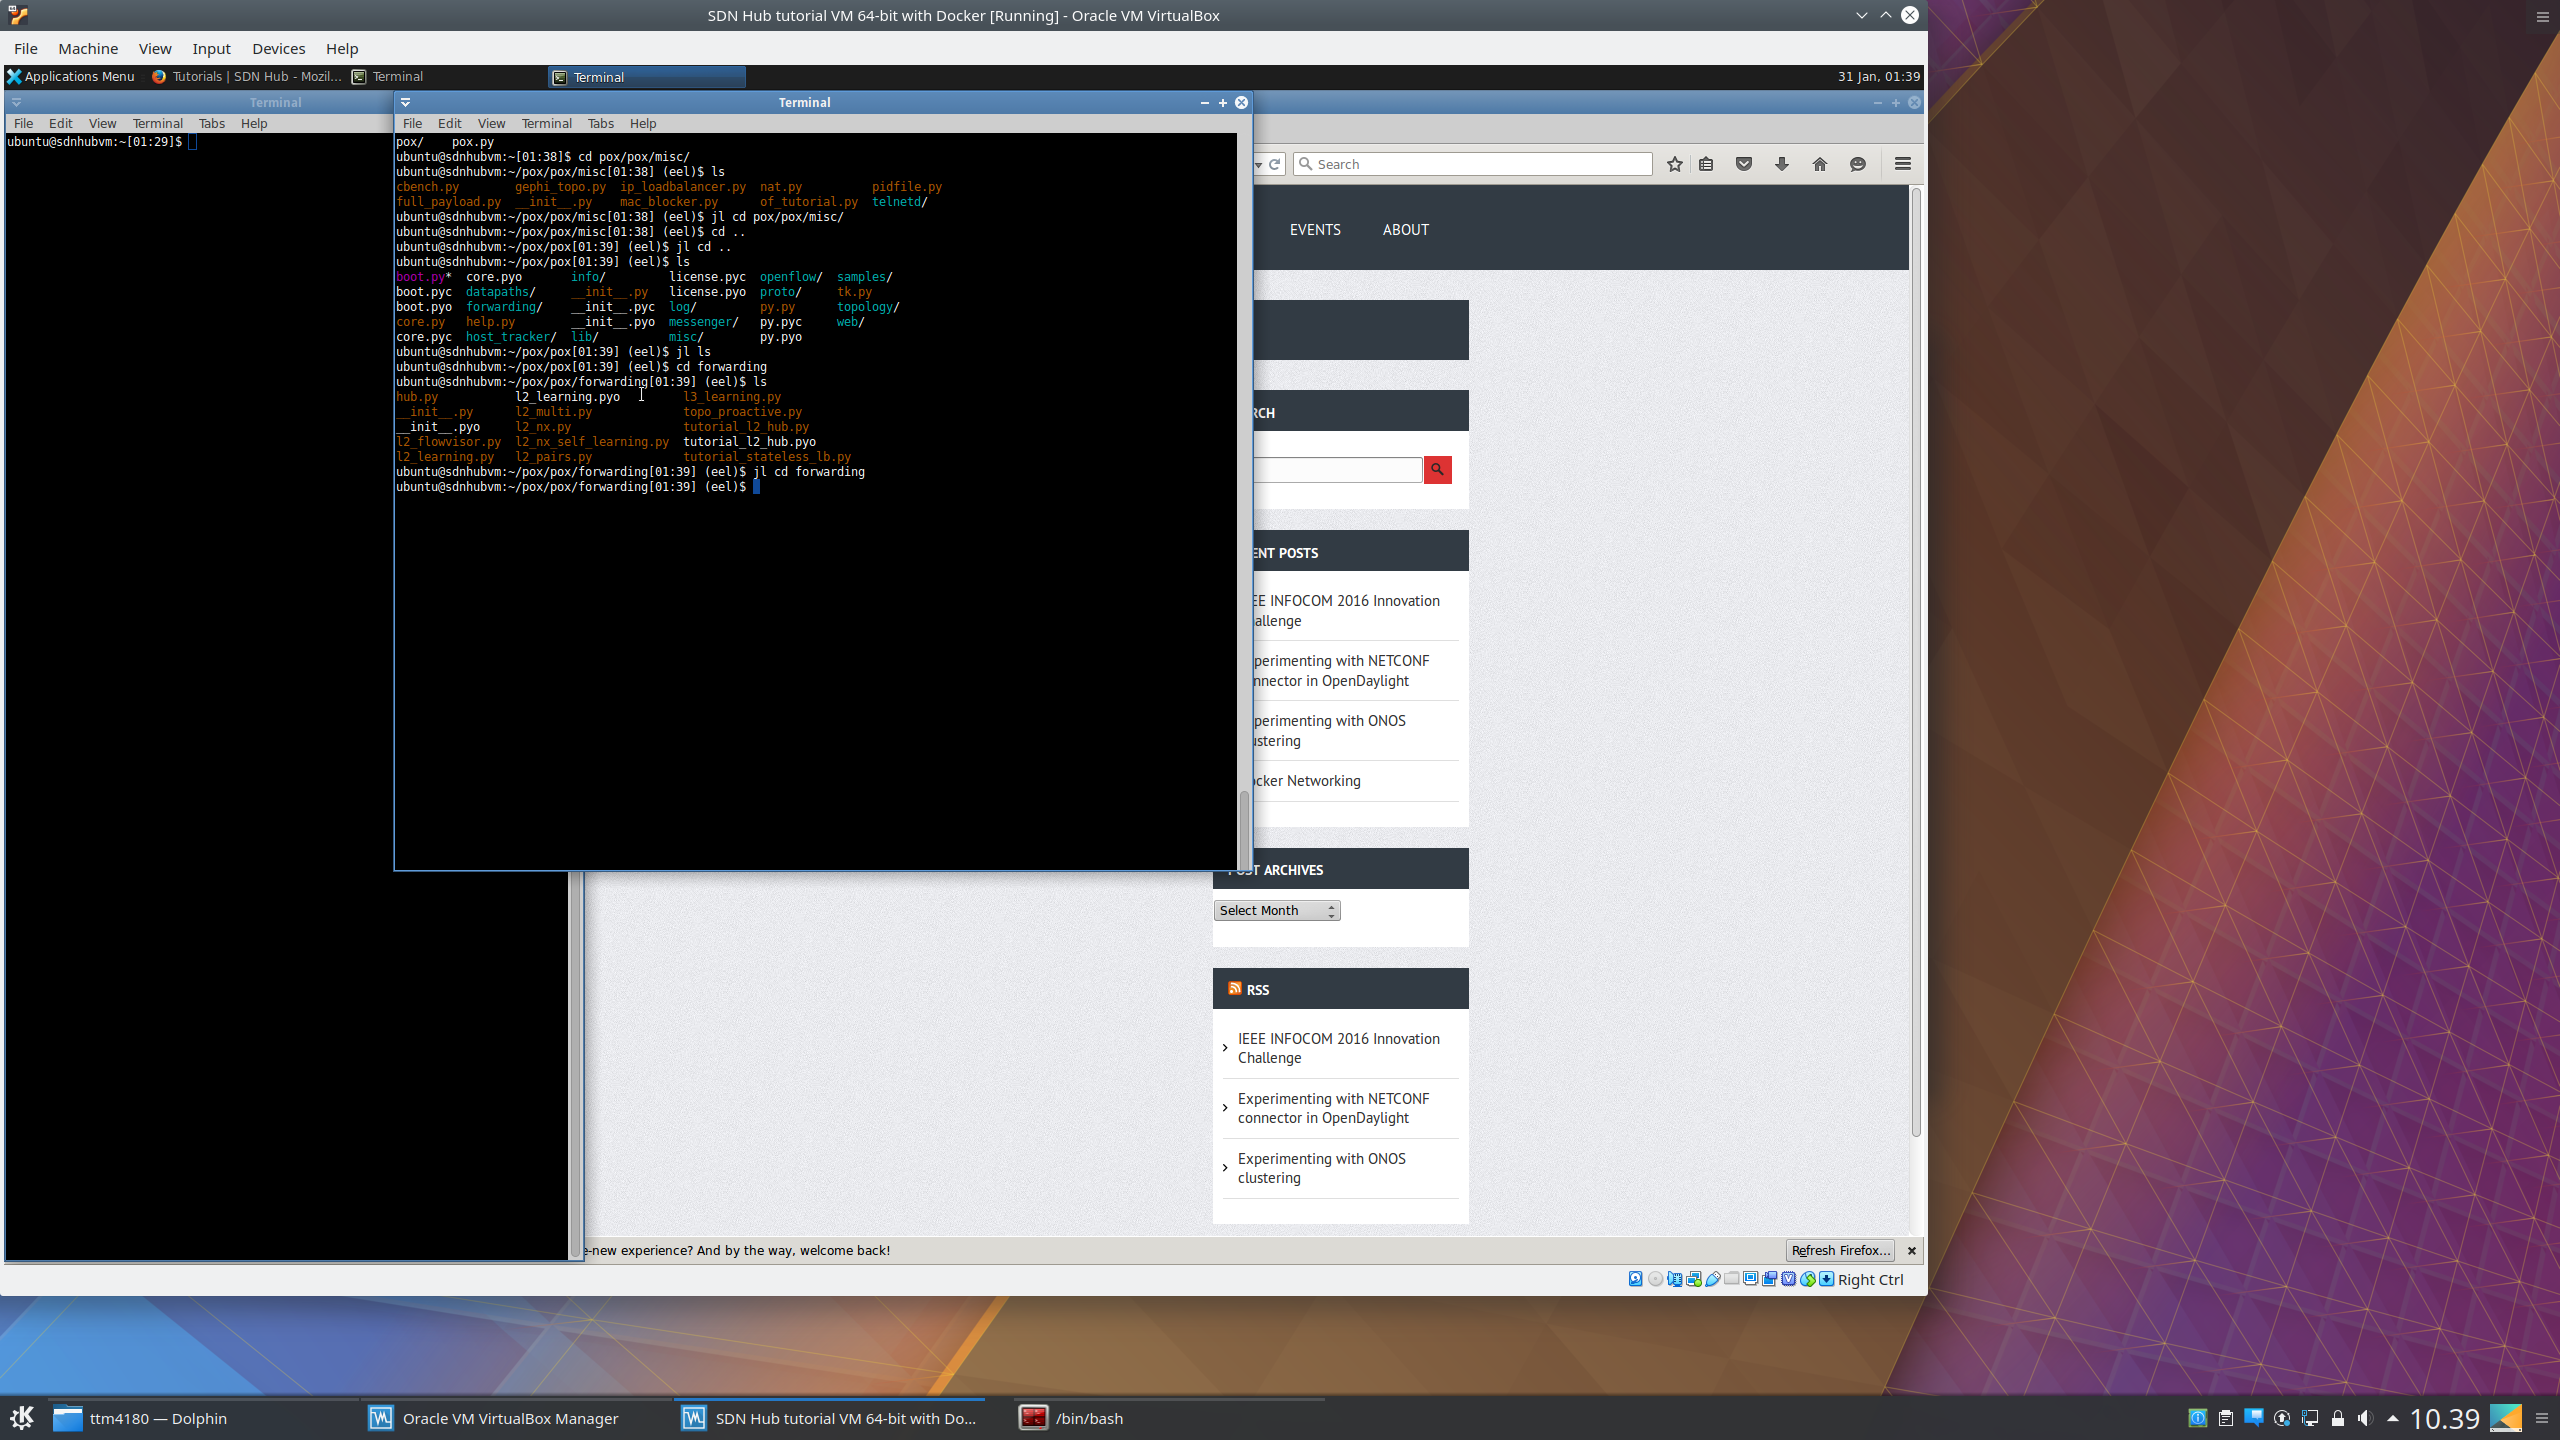 SDN Hub tutorial VM 64-bit with Docker [Running] - Oracle VM VirtualBox
File Machine View Input Devices Help
Applications Menu Tutorials | SDN Hub - Mozil... Terminal Terminal 31 Jan, 01:39
Terminal
File Edit View Terminal Tabs Help
ubuntu@sdnhubvm:~[01:29]$
Terminal
File Edit View Terminal Tabs Help
pox/ pox.py
ubuntu@sdnhubvm:~[01:38]$ cd pox/pox/misc/
ubuntu@sdnhubvm:~/pox/pox/misc[01:38] (eel)$ ls
cbench.py gephi_topo.py ip_loadbalancer.py nat.py pidfile.py
full_payload.py __init__.py mac_blocker.py of_tutorial.py telnetd/
ubuntu@sdnhubvm:~/pox/pox/misc[01:38] (eel)$ jl cd pox/pox/misc/
ubuntu@sdnhubvm:~/pox/pox/misc[01:38] (eel)$ cd ..
ubuntu@sdnhubvm:~/pox/pox[01:39] (eel)$ jl cd ..
ubuntu@sdnhubvm:~/pox/pox[01:39] (eel)$ ls
boot.py* core.pyo info/ license.pyc openflow/ samples/
boot.pyc datapaths/ __init__.py license.pyo proto/ tk.py
boot.pyo forwarding/ __init__.pyc log/ py.py topology/
core.py help.py __init__.pyo messenger/ py.pyc web/
core.pyc host_tracker/ lib/ misc/ py.pyo
ubuntu@sdnhubvm:~/pox/pox[01:39] (eel)$ jl ls
ubuntu@sdnhubvm:~/pox/pox[01:39] (eel)$ cd forwarding
ubuntu@sdnhubvm:~/pox/pox/forwarding[01:39] (eel)$ ls
hub.py l2_learning.pyo l3_learning.py
__init__.py l2_multi.py topo_proactive.py
__init__.pyo l2_nx.py tutorial_l2_hub.py
l2_flowvisor.py l2_nx_self_learning.py tutorial_l2_hub.pyo
l2_learning.py l2_pairs.py tutorial_stateless_lb.py
ubuntu@sdnhubvm:~/pox/pox/forwarding[01:39] (eel)$ jl cd forwarding
ubuntu@sdnhubvm:~/pox/pox/forwarding[01:39] (eel)$
Search
EVENTS ABOUT
RCH
ENT POSTS
EE INFOCOM 2016 Innovation
allenge
perimenting with NETCONF
nnector in OpenDaylight
perimenting with ONOS
ustering
ocker Networking
ST ARCHIVES
Select Month
RSS
IEEE INFOCOM 2016 Innovation
Challenge
Experimenting with NETCONF
connector in OpenDaylight
Experimenting with ONOS
clustering
-new experience? And by the way, welcome back!
Refresh Firefox...
Right Ctrl
ttm4180 — Dolphin Oracle VM VirtualBox Manager SDN Hub tutorial VM 64-bit with Do... /bin/bash 10.39